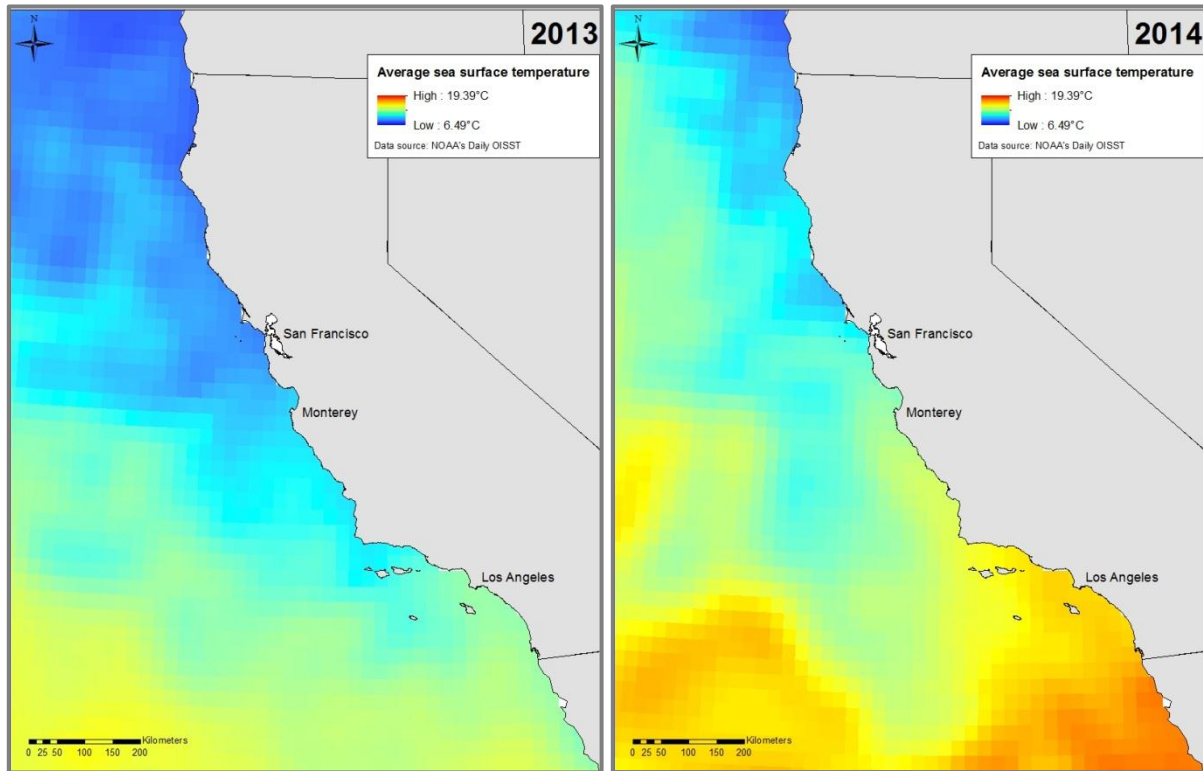 N
2013
Average sea surface temperature
High : 19.39°C
Low : 6.49°C
Data source: NOAA's Daily OISST
San Francisco
Monterey
Los Angeles
Kilometers
0 25 50 100 150 200
N
2014
Average sea surface temperature
High : 19.39°C
Low : 6.49°C
Data source: NOAA's Daily OISST
San Francisco
Monterey
Los Angeles
Kilometers
0 25 50 100 150 200